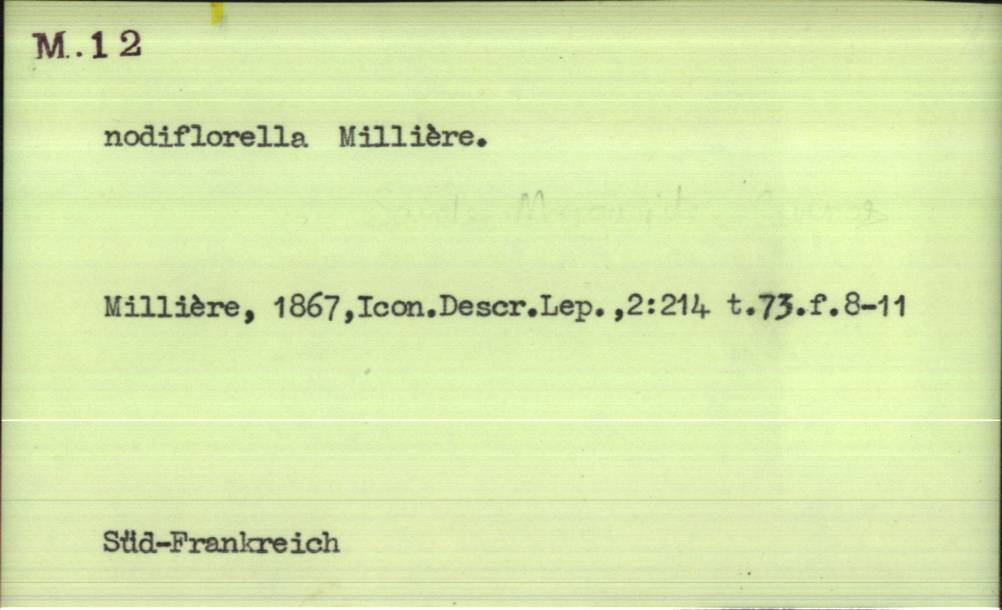 M.12
nodiflorella Millière.
Millière, 1867,Icon.Descr.Lep.,2:214 t.73.f.8-11
Süd-Frankreich